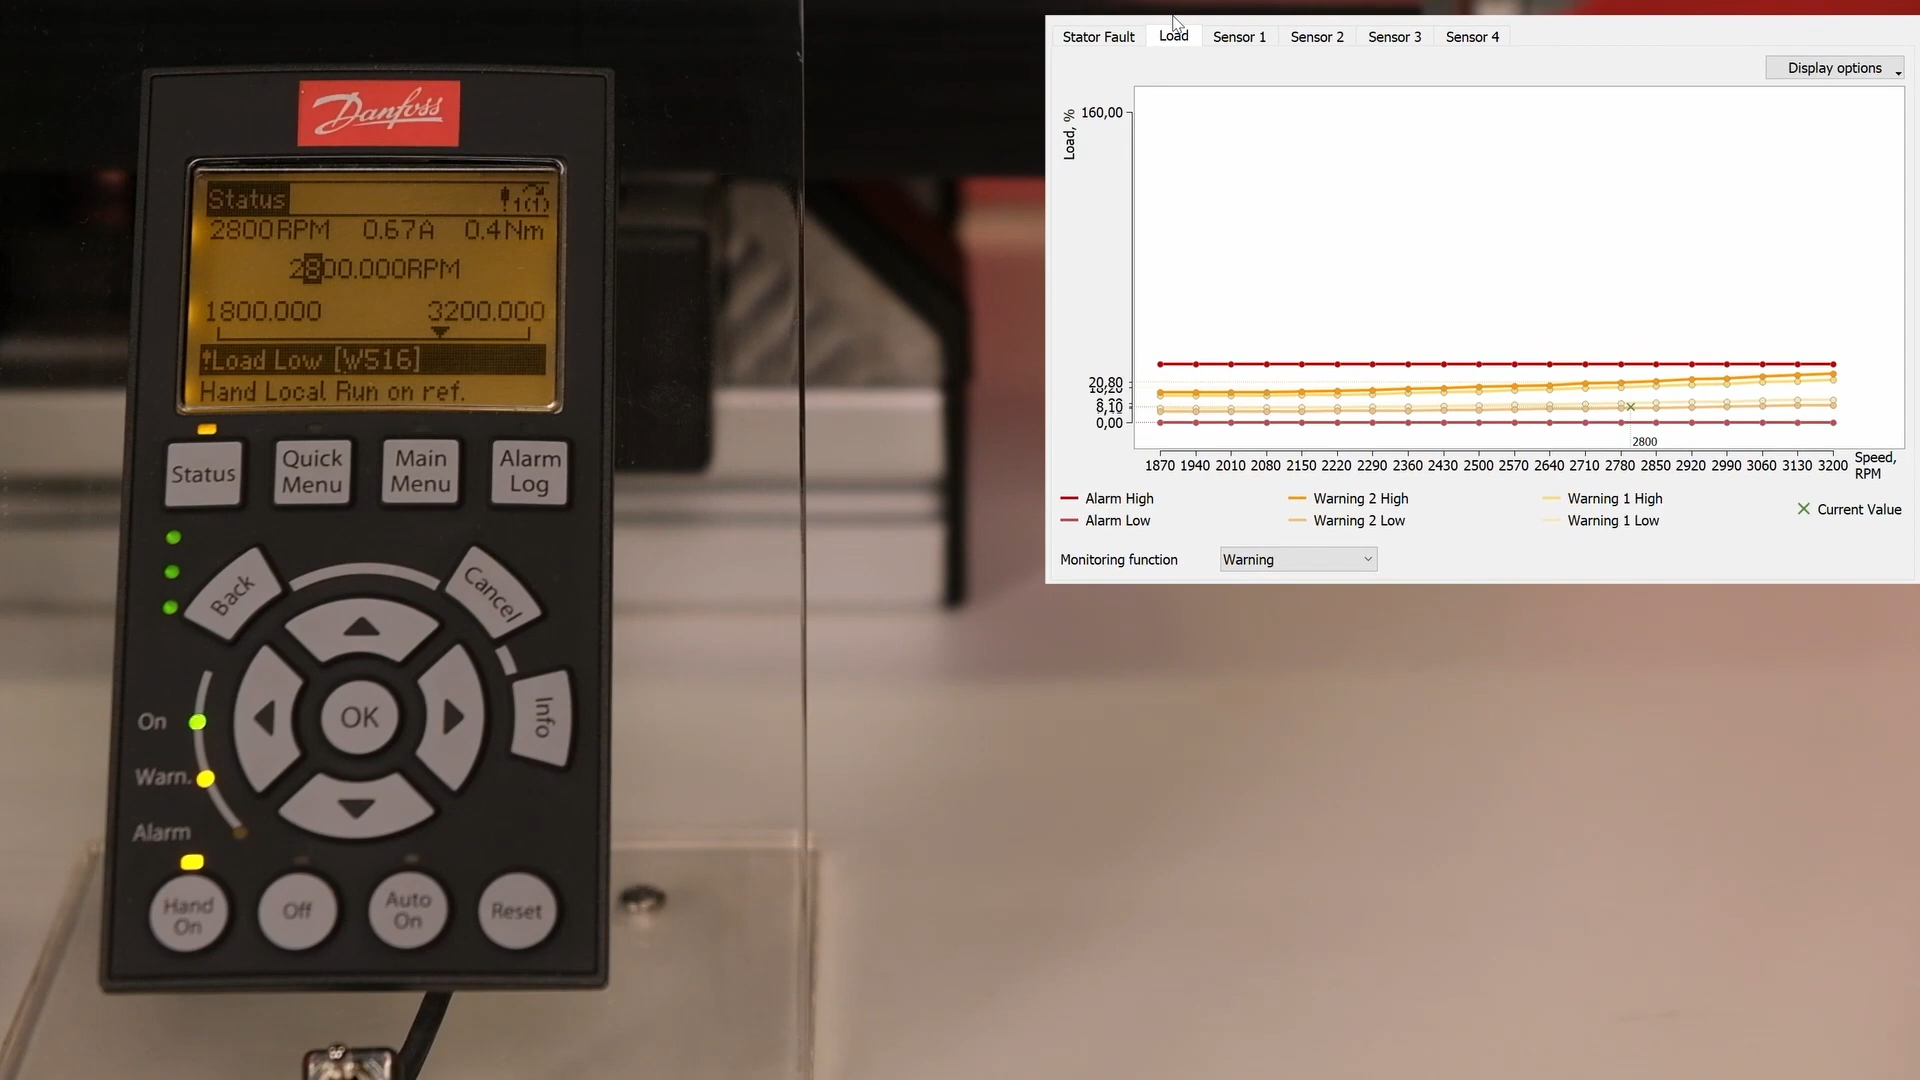 Danfoss
Status
1(1)
2800RPM 0.67A 0.4Nm
2800.000RPM
1800.000 3200.000
!Load Low [W516]
Hand Local Run on ref.
Status
Quick Menu
Main Menu
Alarm Log
Back
Cancel
Info
OK
On
Warn.
Alarm
Hand On
Off
Auto On
Reset
Stator Fault Load Sensor 1 Sensor 2 Sensor 3 Sensor 4
Display options
Load, %
160,00
20,80
8,10
0,00
2800
1870 1940 2010 2080 2150 2220 2290 2360 2430 2500 2570 2640 2710 2780 2850 2920 2990 3060 3130 3200
Speed, RPM
Alarm High Warning 2 High Warning 1 High
Alarm Low Warning 2 Low Warning 1 Low
Current Value
Monitoring function Warning